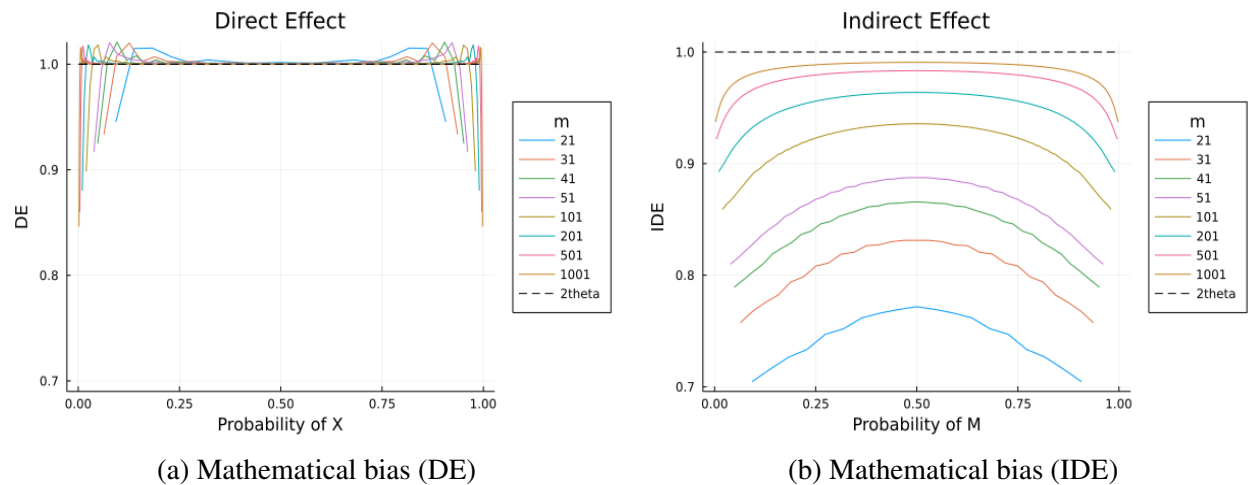 Direct Effect
DE
1.0
0.9
0.8
0.7
0.00
0.25
0.50
0.75
1.00
Probability of X
m
21
31
41
51
101
201
501
1001
2theta
(a) Mathematical bias (DE)
Indirect Effect
IDE
1.0
0.9
0.8
0.7
0.00
0.25
0.50
0.75
1.00
Probability of M
m
21
31
41
51
101
201
501
1001
2theta
(b) Mathematical bias (IDE)